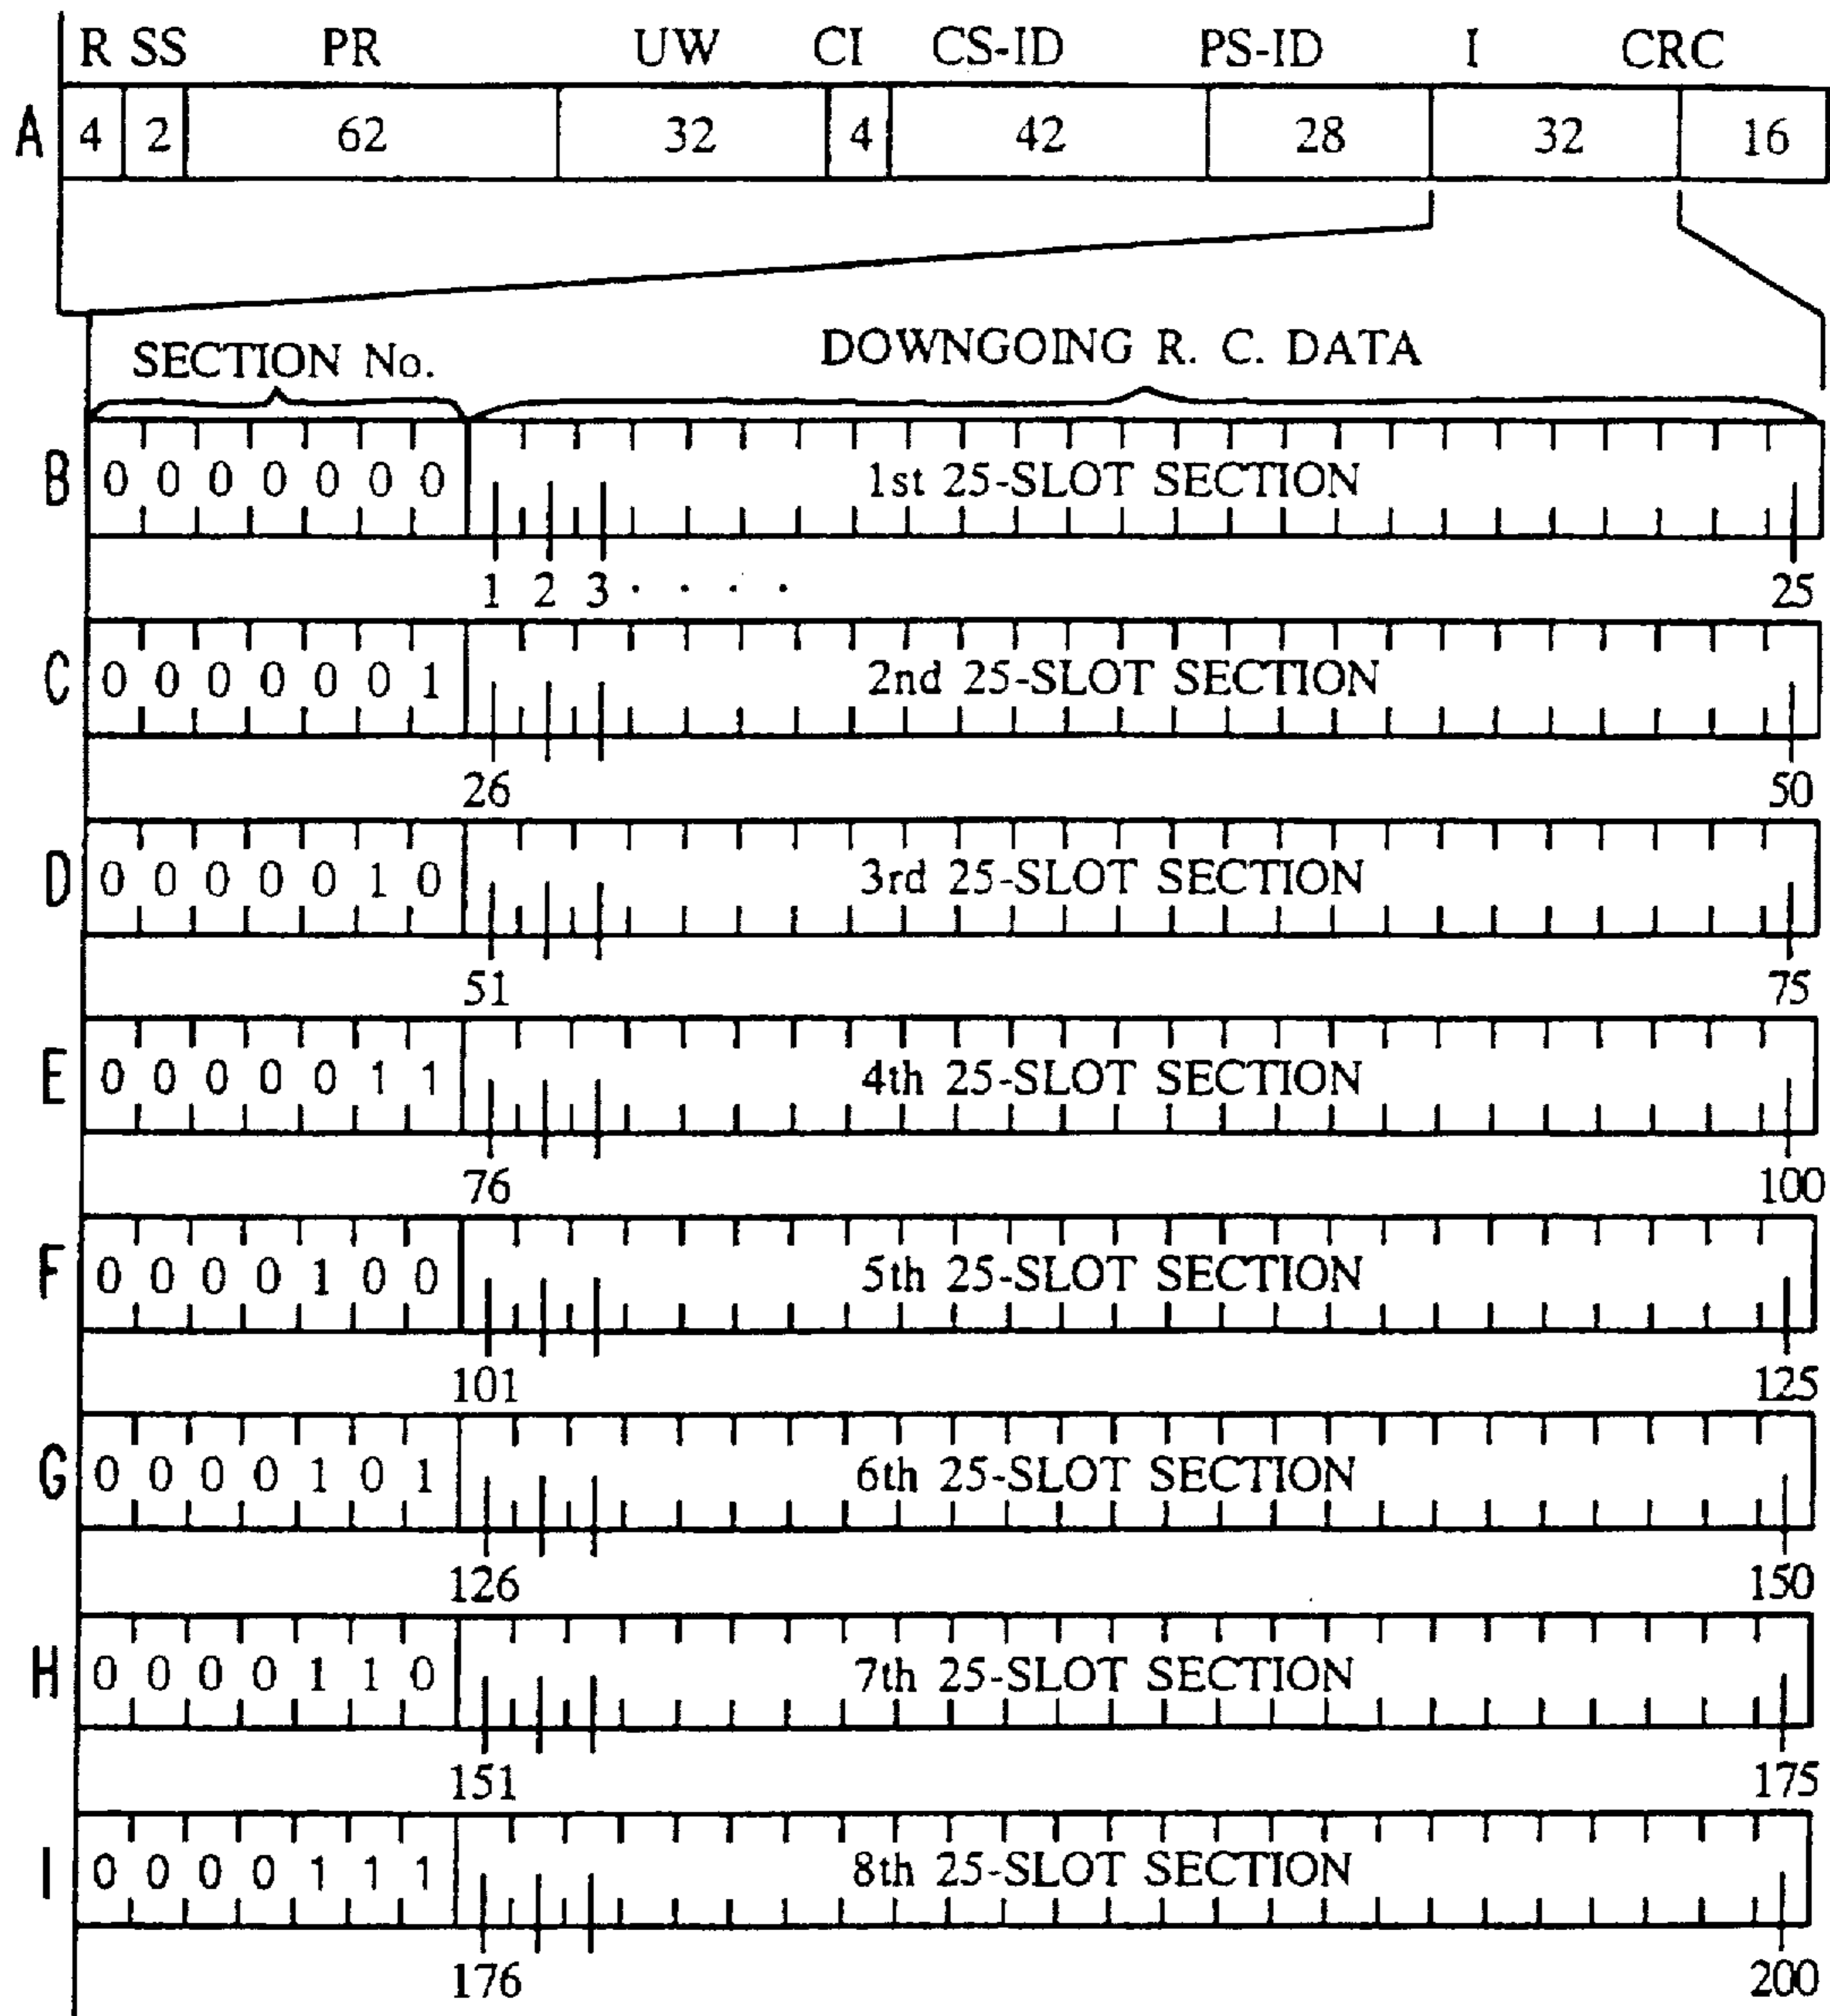 R SS PR UW CI CS-ID PS-ID I CRC
A 4 2 62 32 4 42 28 32 16
SECTION No. DOWNGOING R. C. DATA
B 0 0 0 0 0 0 0 1st 25-SLOT SECTION
1 2 3 · · · · 25
C 0 0 0 0 0 0 1 2nd 25-SLOT SECTION
26 50
D 0 0 0 0 0 1 0 3rd 25-SLOT SECTION
51 75
E 0 0 0 0 0 1 1 4th 25-SLOT SECTION
76 100
F 0 0 0 0 1 0 0 5th 25-SLOT SECTION
101 125
G 0 0 0 0 1 0 1 6th 25-SLOT SECTION
126 150
H 0 0 0 0 1 1 0 7th 25-SLOT SECTION
151 175
I 0 0 0 0 1 1 1 8th 25-SLOT SECTION
176 200